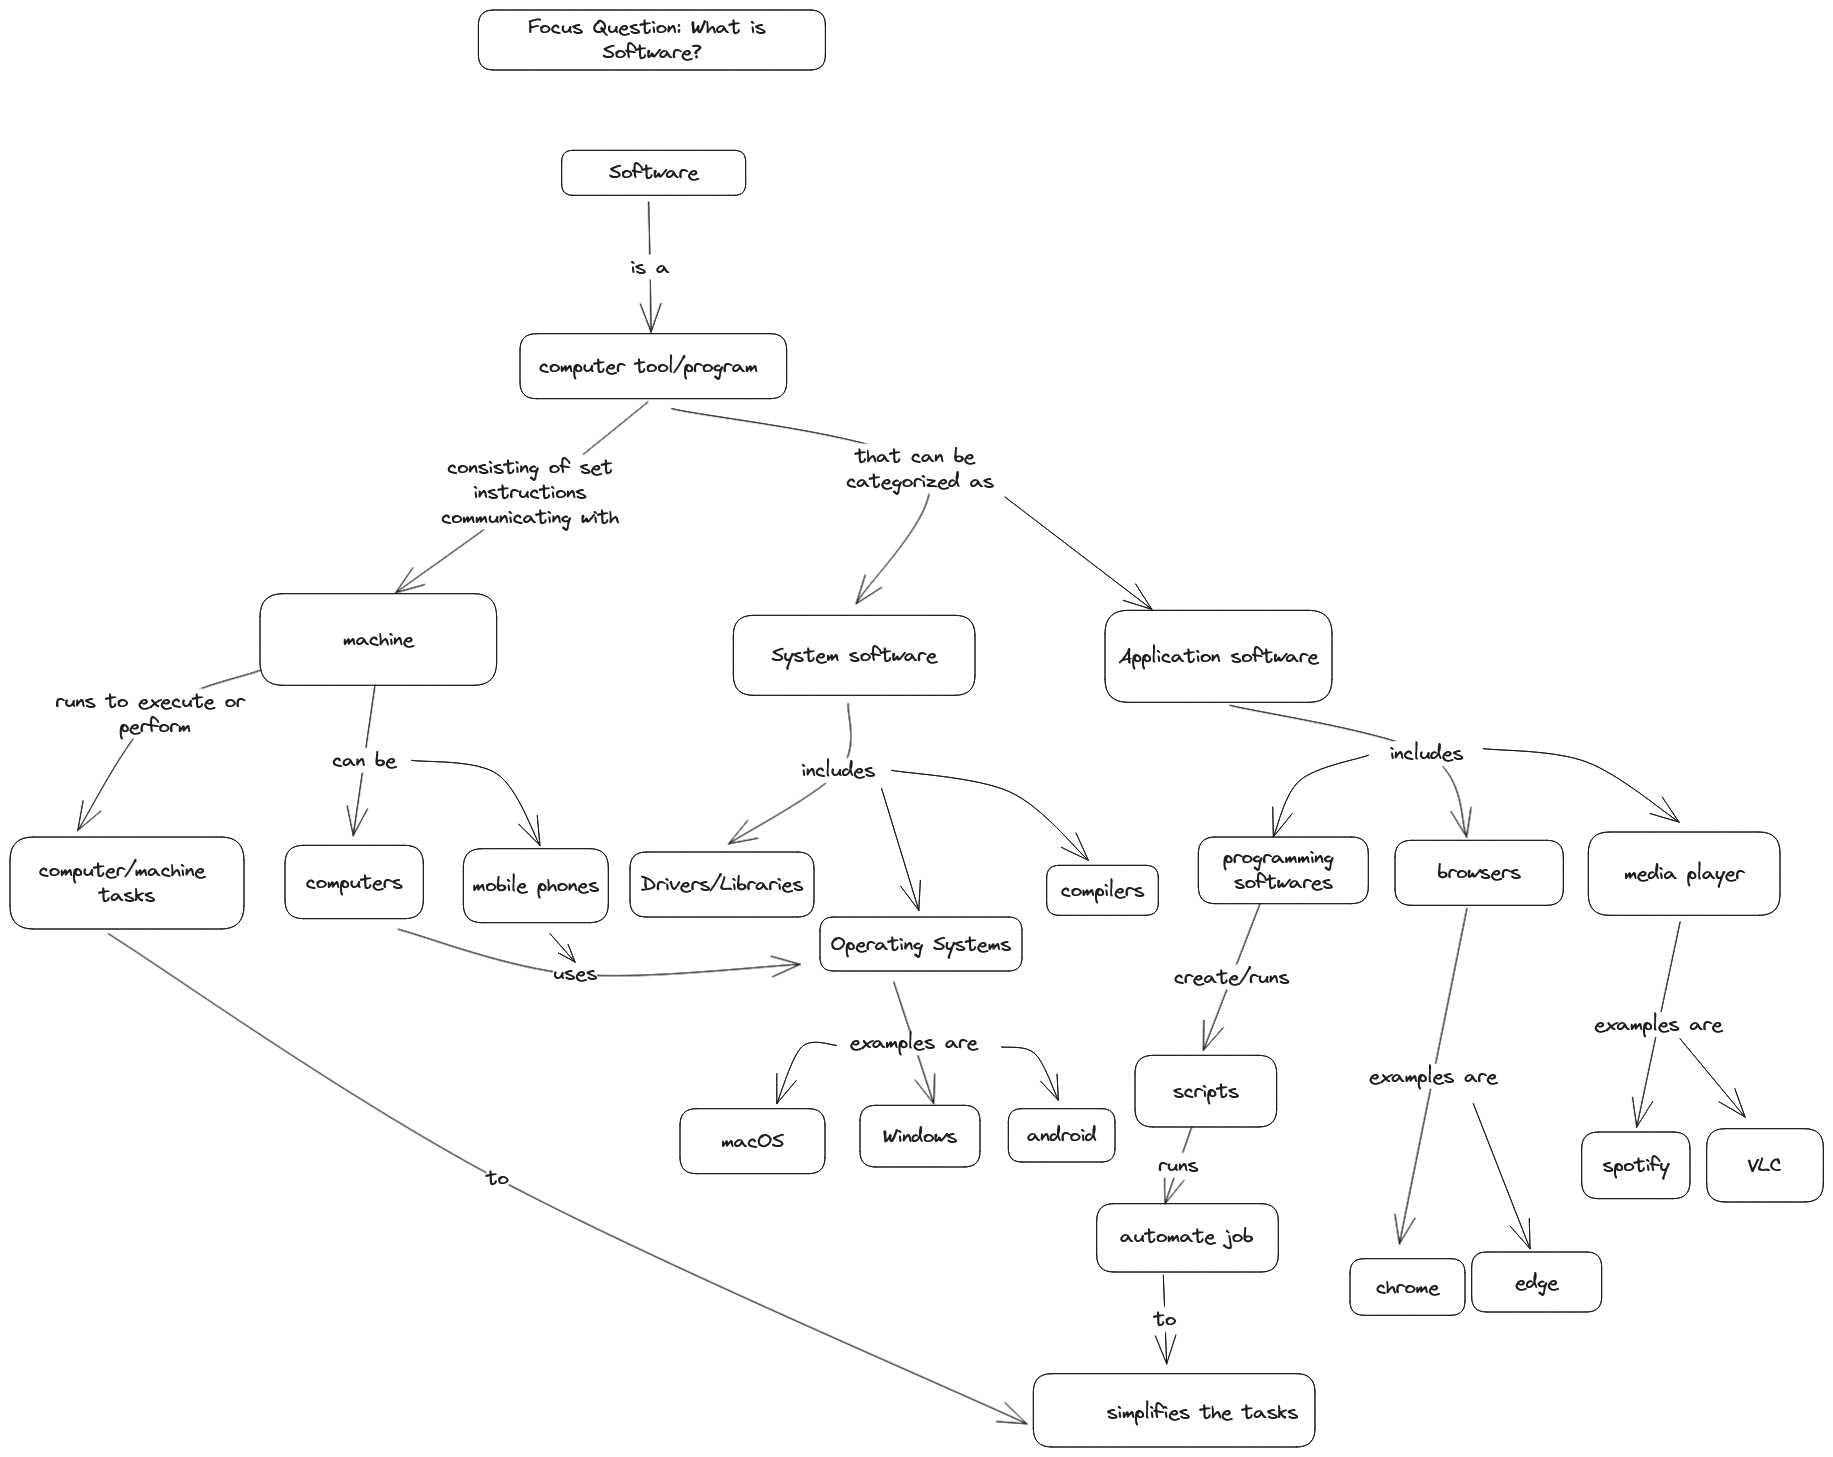 Focus Question: What is
Software?
Software
is a
computer tool/program
consisting of set
instructions
communicating with
that can be
categorized as
machine
System software
Application software
runs to execute or
perform
can be
includes
includes
computer/machine
tasks
computers
mobile phones
Drivers/Libraries
Operating Systems
compilers
programming
softwares
browsers
media player
uses
create/runs
examples are
examples are
examples are
macOS
Windows
android
scripts
spotify
VLC
runs
to
automate job
chrome
edge
to
simplifies the tasks